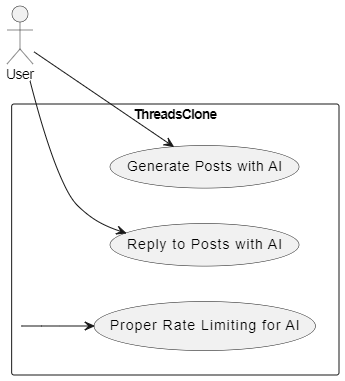 User
ThreadsClone
Generate Posts with AI
Reply to Posts with AI
Proper Rate Limiting for AI